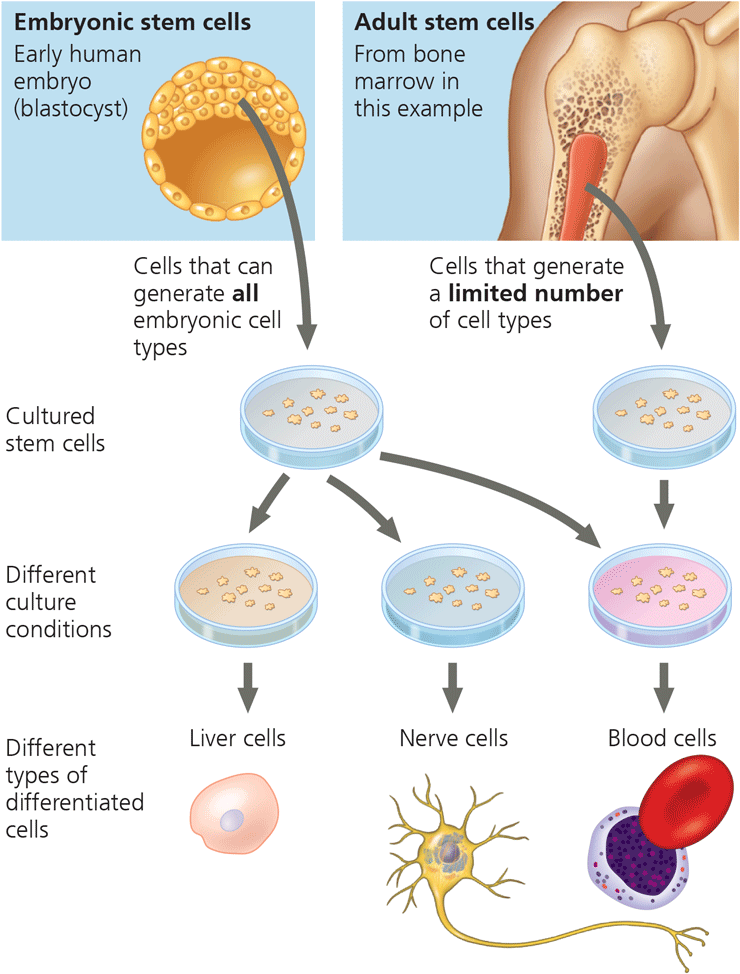 Embryonic stem cells
Early human
embryo
(blastocyst)
Adult stem cells
From bone
marrow in
this example
Cells that can
generate all
embryonic cell
types
Cells that generate
a limited number
of cell types
Cultured
stem cells
Different
culture
conditions
Liver cells
Nerve cells
Blood cells
Different
types of
differentiated
cells